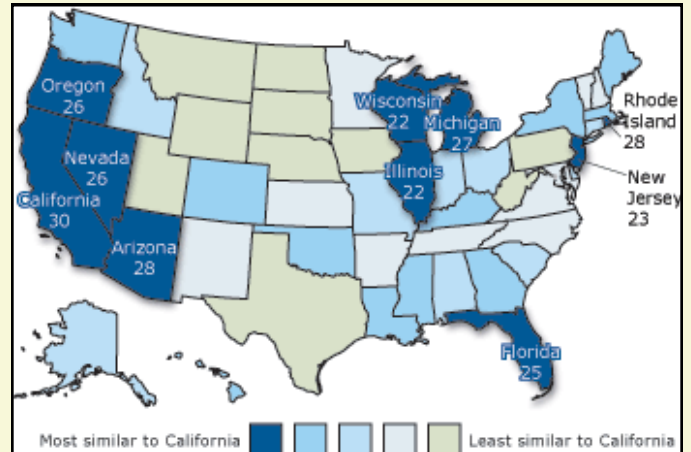 Oregon
26
Nevada
26
California
30
Arizona
28
Wisconsin
22
Michigan
27
Illinois
22
Rhode
Island
28
New
Jersey
23
Florida
25
Most similar to California
Least similar to California